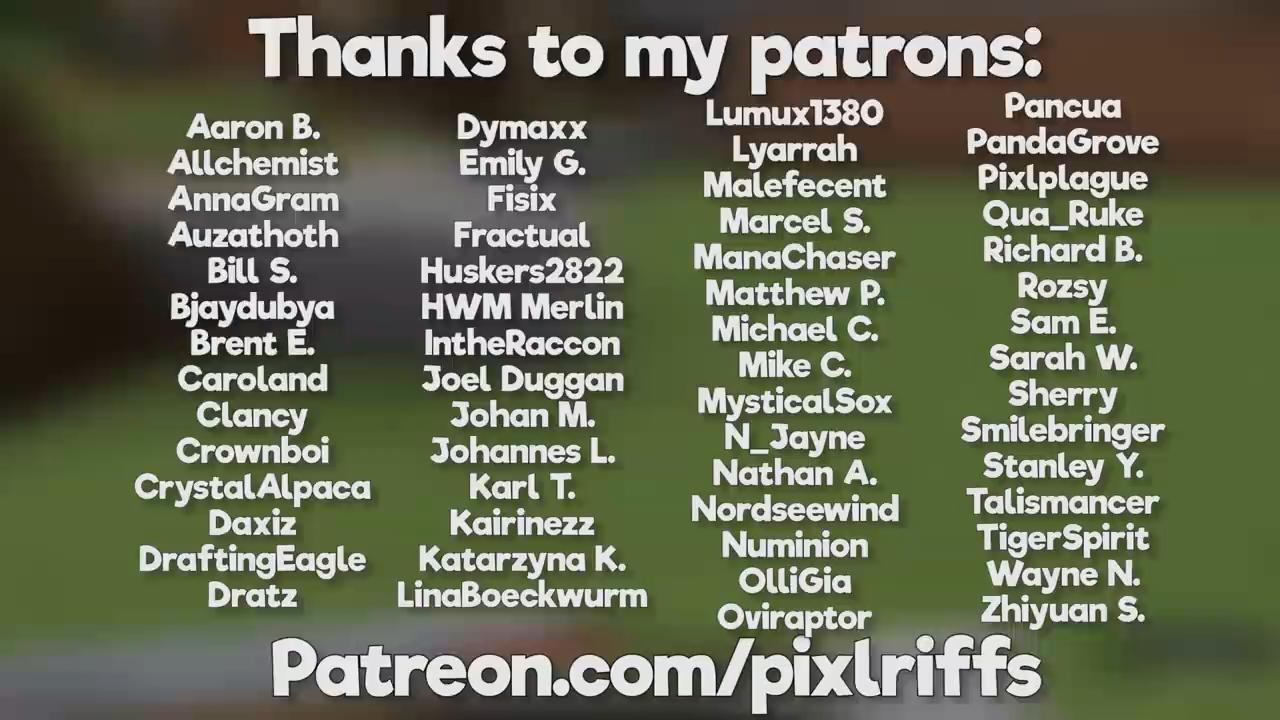 Thanks to my patrons:
Aaron B.
Allchemist
AnnaGram
Auzathoth
Bill S.
Bjaydubya
Brent E.
Caroland
Clancy
Crownboi
CrystalAlpaca
Daxiz
DraftingEagle
Dratz
Dymaxx
Emily G.
Fisix
Fractual
Huskers2822
HWM Merlin
IntheRaccon
Joel Duggan
Johan M.
Johannes L.
Karl T.
Kairinezz
Katarzyna K.
LinaBoeckwurm
Lumux1380
Lyarrah
Malefecent
Marcel S.
ManaChaser
Matthew P.
Michael C.
Mike C.
MysticalSox
N_Jayne
Nathan A.
Nordseewind
Numinion
OlliGia
Oviraptor
Pancua
PandaGrove
Pixlplague
Qua_Ruke
Richard B.
Rozsy
Sam E.
Sarah W.
Sherry
Smilebringer
Stanley Y.
Talismancer
TigerSpirit
Wayne N.
Zhiyuan S.
Patreon.com/pixlriffs